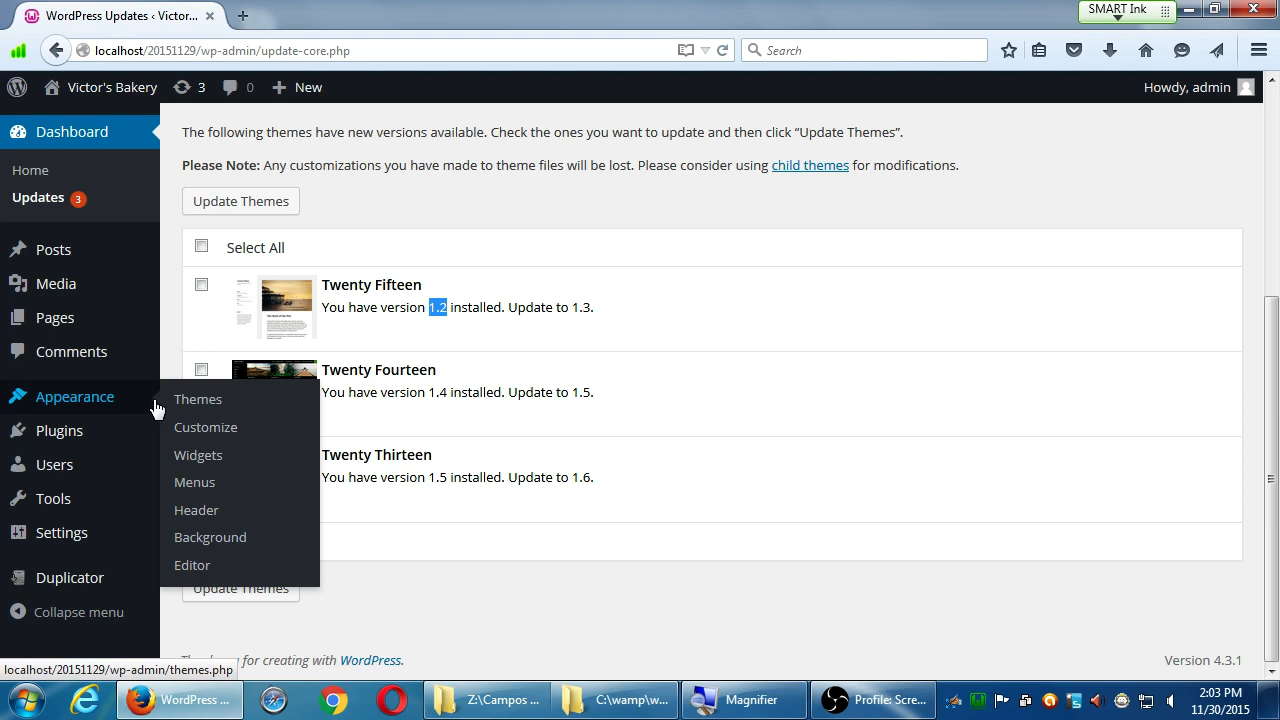 WordPress Updates ‹ Victor... ×
SMART Ink
localhost/20151129/wp-admin/update-core.php
Search
Victor's Bakery
3
0
New
Howdy, admin
Dashboard
Home
Updates 3
Posts
Media
Pages
Comments
Appearance
Plugins
Users
Tools
Settings
Duplicator
Collapse menu
Themes
Customize
Widgets
Menus
Header
Background
Editor
The following themes have new versions available. Check the ones you want to update and then click “Update Themes”.
Please Note: Any customizations you have made to theme files will be lost. Please consider using child themes for modifications.
Update Themes
Select All
Twenty Fifteen
You have version 1.2 installed. Update to 1.3.
Twenty Fourteen
You have version 1.4 installed. Update to 1.5.
Twenty Thirteen
You have version 1.5 installed. Update to 1.6.
Update Themes
for creating with WordPress.
Version 4.3.1
localhost/20151129/wp-admin/themes.php
WordPress ...
Z:\Campos ...
C:\wamp\w...
Magnifier
Profile: Scre...
2:03 PM
11/30/2015